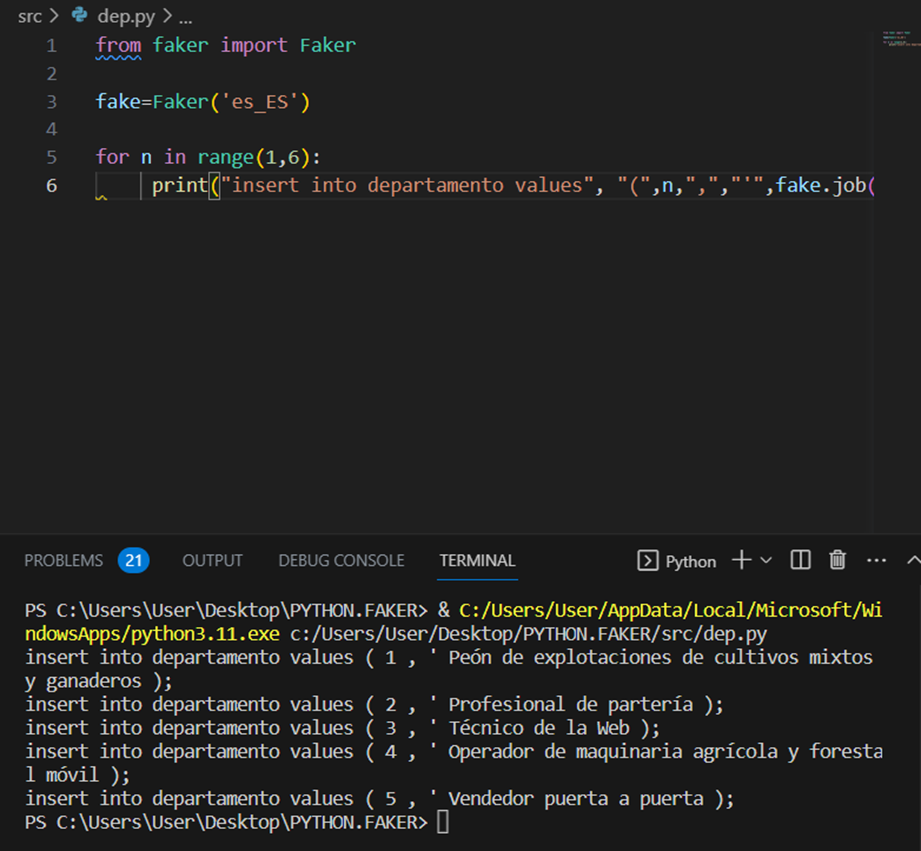 src > dep.py > ...
1 from faker import Faker
2
3 fake=Faker('es_ES')
4
5 for n in range(1,6):
6 print("insert into departamento values", "(",n,",","'",fake.job(
PROBLEMS 21 OUTPUT DEBUG CONSOLE TERMINAL Python
PS C:\Users\User\Desktop\PYTHON.FAKER> & C:/Users/User/AppData/Local/Microsoft/Wi
ndowsApps/python3.11.exe c:/Users/User/Desktop/PYTHON.FAKER/src/dep.py
insert into departamento values ( 1 , ' Peón de explotaciones de cultivos mixtos
y ganaderos );
insert into departamento values ( 2 , ' Profesional de partería );
insert into departamento values ( 3 , ' Técnico de la Web );
insert into departamento values ( 4 , ' Operador de maquinaria agrícola y foresta
l móvil );
insert into departamento values ( 5 , ' Vendedor puerta a puerta );
PS C:\Users\User\Desktop\PYTHON.FAKER>